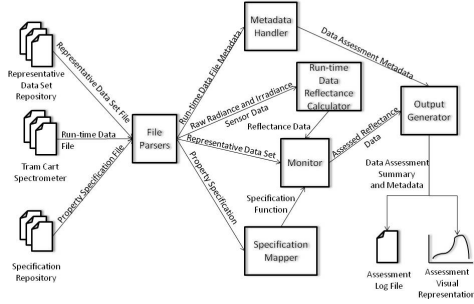 Representative
Data Set
Repository
Representative Data Set File
Run-time Data
File
Tram Cart
Spectrometer
Property Specification File
Specification
Repository
File
Parsers
Run-time Data File Metadata
Metadata
Handler
Data Assessment Metadata
Raw Radiance and Irradiance
Sensor Data
Run-time
Data
Reflectance
Calculator
Reflectance Data
Representative Data Set
Monitor
Assessed Reflectance
Data
Output
Generator
Property Specification
Specification
Function
Specification
Mapper
Data Assessment
Summary
and Metadata
Assessment
Log File
Assessment
Visual
Representation